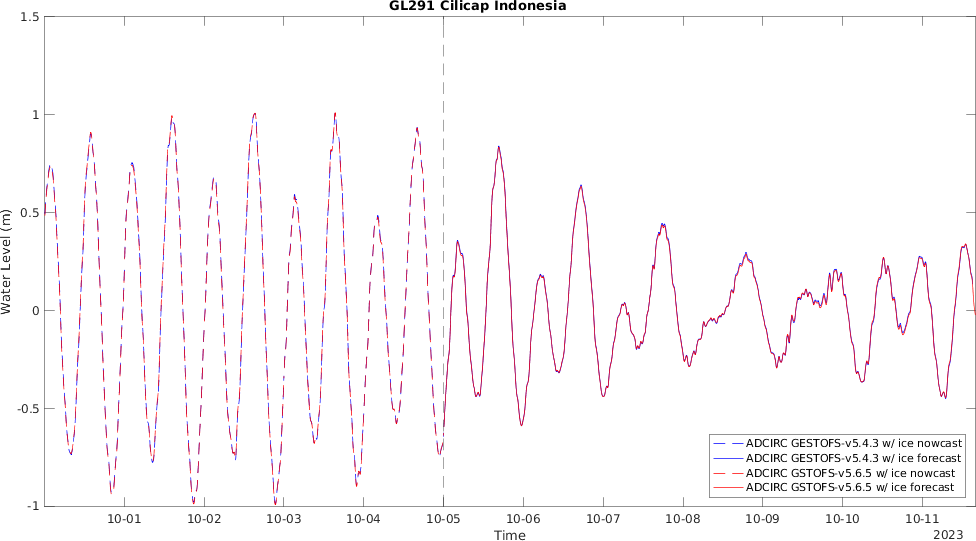 GL291 Cilicap Indonesia
1.5
1
0.5
0
-0.5
-1
Water Level (m)
10-01 10-02 10-03 10-04 10-05 10-06 10-07 10-08 10-09 10-10 10-11
Time
2023
ADCIRC GESTOFS-v5.4.3 w/ ice nowcast
ADCIRC GESTOFS-v5.4.3 w/ ice forecast
ADCIRC GSTOFS-v5.6.5 w/ ice nowcast
ADCIRC GSTOFS-v5.6.5 w/ ice forecast